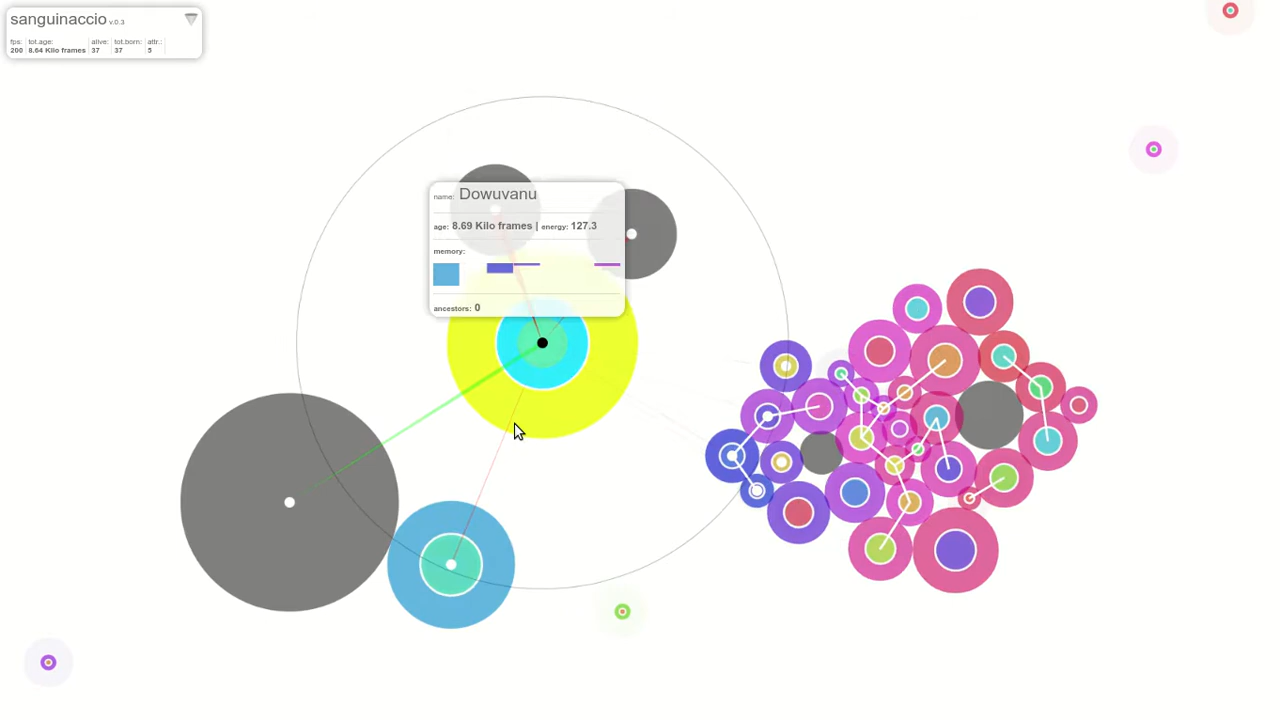 sanguinaccio v.0.3
fps: tot.age: alive: tot.born: attr.:
200 8.64 Kilo frames 37 37 5
name: Dowuvanu
age: 8.69 Kilo frames | energy: 127.3
memory:
ancestors: 0